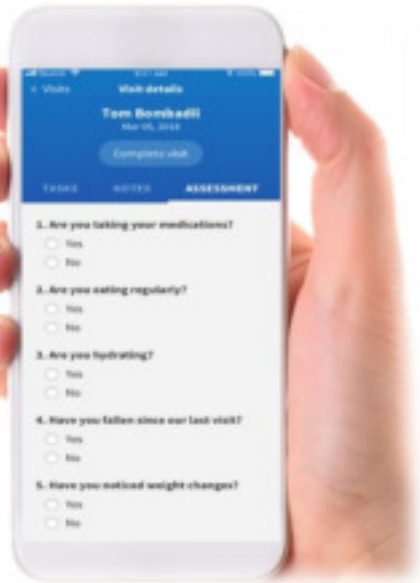 Visits Visit details
Tom Bombadil
Mar 05, 2018
Complete visit
TASKS NOTES ASSESSMENT
1. Are you taking your medications?
Yes
No
2. Are you eating regularly?
Yes
No
3. Are you hydrating?
Yes
No
4. Have you fallen since our last visit?
Yes
No
5. Have you noticed weight changes?
Yes
No